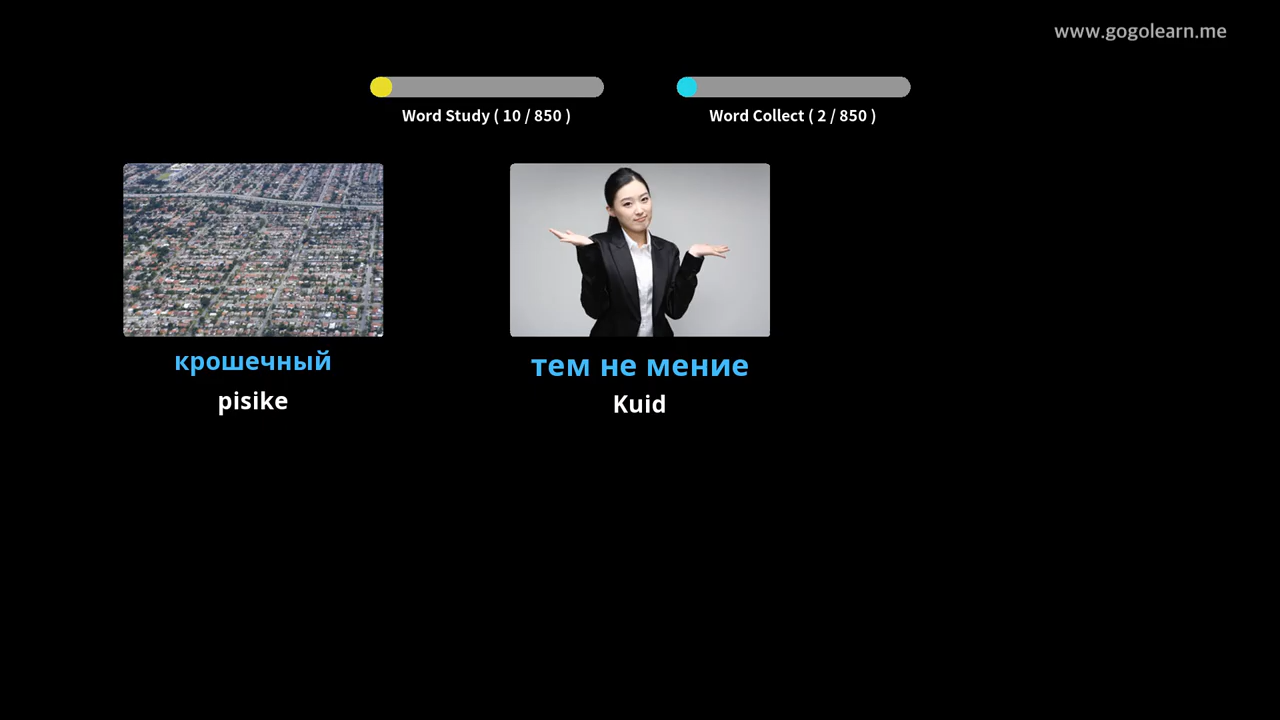 www.gogolearn.me
Word Study ( 10 / 850 )
Word Collect ( 2 / 850 )
крошечный
pisike
тем не мение
Kuid